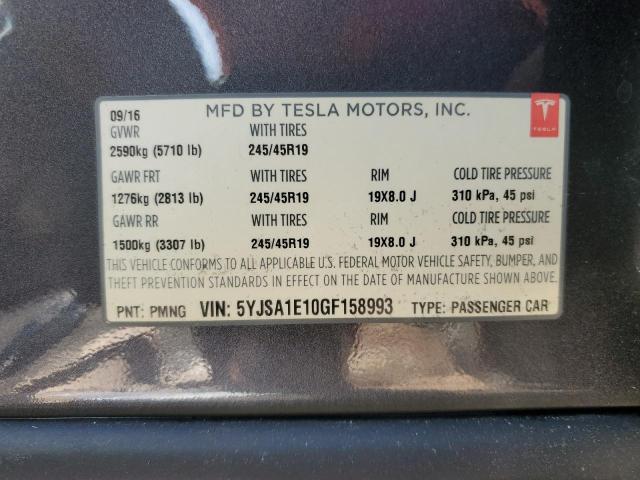 09/16 MFD BY TESLA MOTORS, INC.
TESLA
GVWR WITH TIRES
2590kg (5710 lb) 245/45R19
GAWR FRT WITH TIRES RIM COLD TIRE PRESSURE
1276kg (2813 lb) 245/45R19 19X8.0 J 310 kPa, 45 psi
GAWR RR WITH TIRES RIM COLD TIRE PRESSURE
1500kg (3307 lb) 245/45R19 19X8.0 J 310 kPa, 45 psi
THIS VEHICLE CONFORMS TO ALL APPLICABLE U.S. FEDERAL MOTOR VEHICLE SAFETY, BUMPER, AND
THEFT PREVENTION STANDARDS IN EFFECT ON THE DATE OF MANUFACTURE SHOWN ABOVE.
PNT: PMNG VIN: 5YJSA1E10GF158993 TYPE: PASSENGER CAR